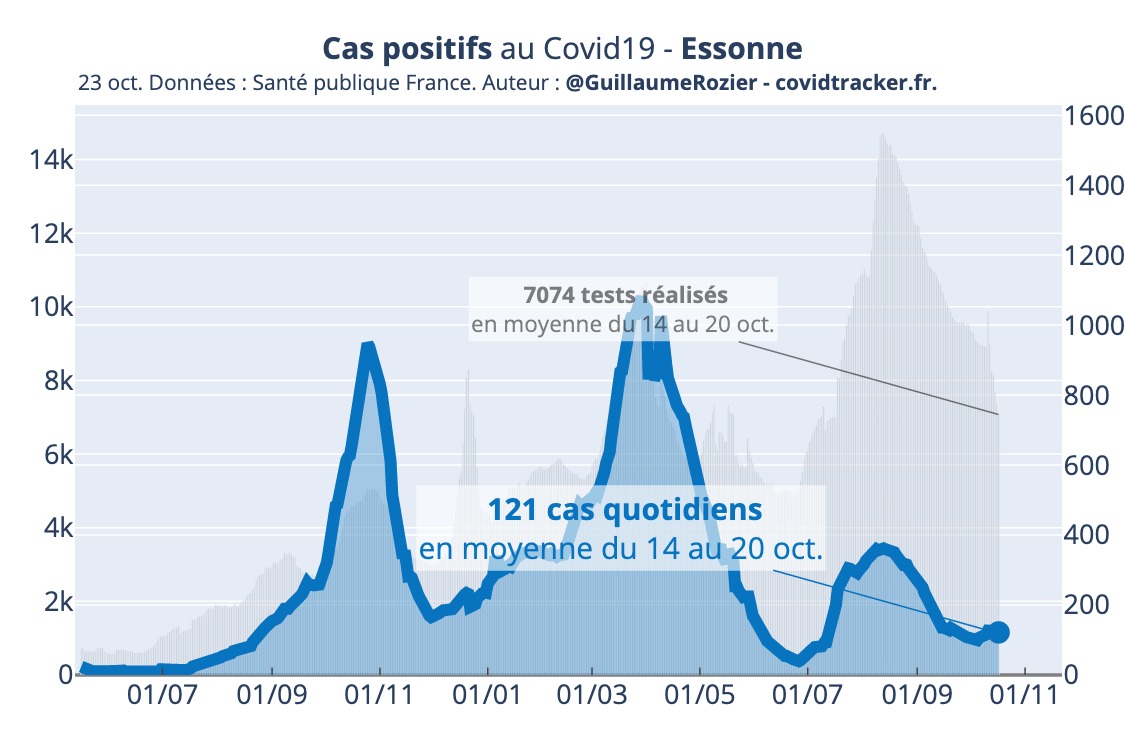 Cas positifs au Covid19 - Essonne
23 oct. Données : Santé publique France. Auteur : @GuillaumeRozier - covidtracker.fr.
1600
14k
1400
12k
1200
7074 tests réalisés
en moyenne du 14 au 20 oct.
10k
1000
8k
800
6k
600
121 cas quotidiens
en moyenne du 14 au 20 oct.
4k
400
2k
200
0
0
01/07 01/09 01/11 01/01 01/03 01/05 01/07 01/09 01/11